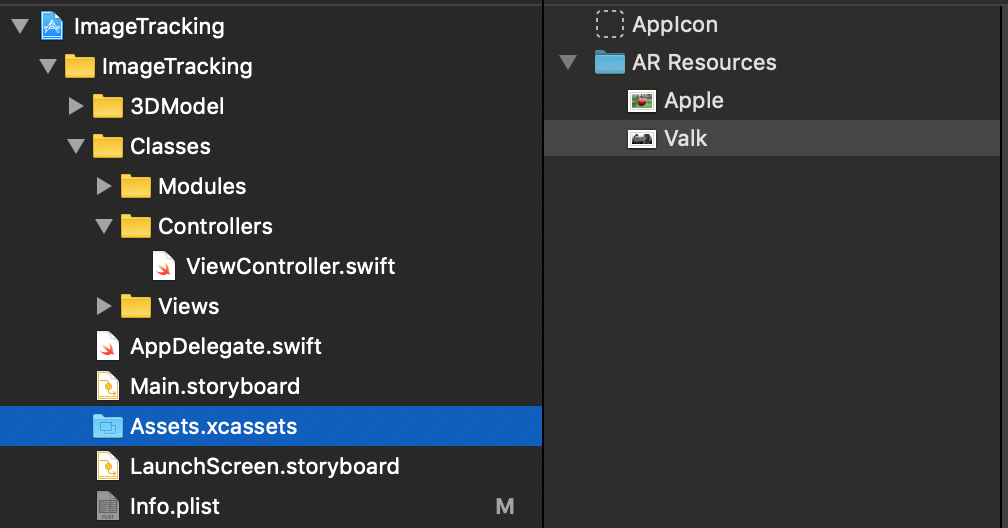 ImageTracking
ImageTracking
3DModel
Classes
Modules
Controllers
ViewController.swift
Views
AppDelegate.swift
Main.storyboard
Assets.xcassets
LaunchScreen.storyboard
Info.plist M
AppIcon
AR Resources
Apple
Valk